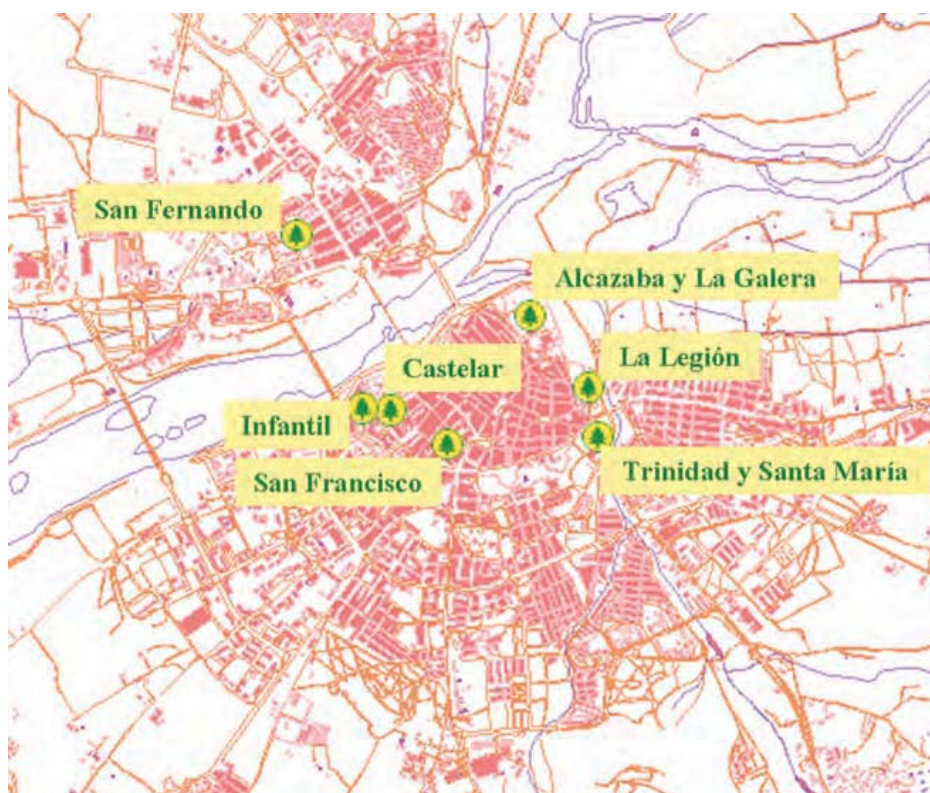 San Fernando
Alcazaba y La Galera
La Legión
Castelar
Infantil
San Francisco
Trinidad y Santa María